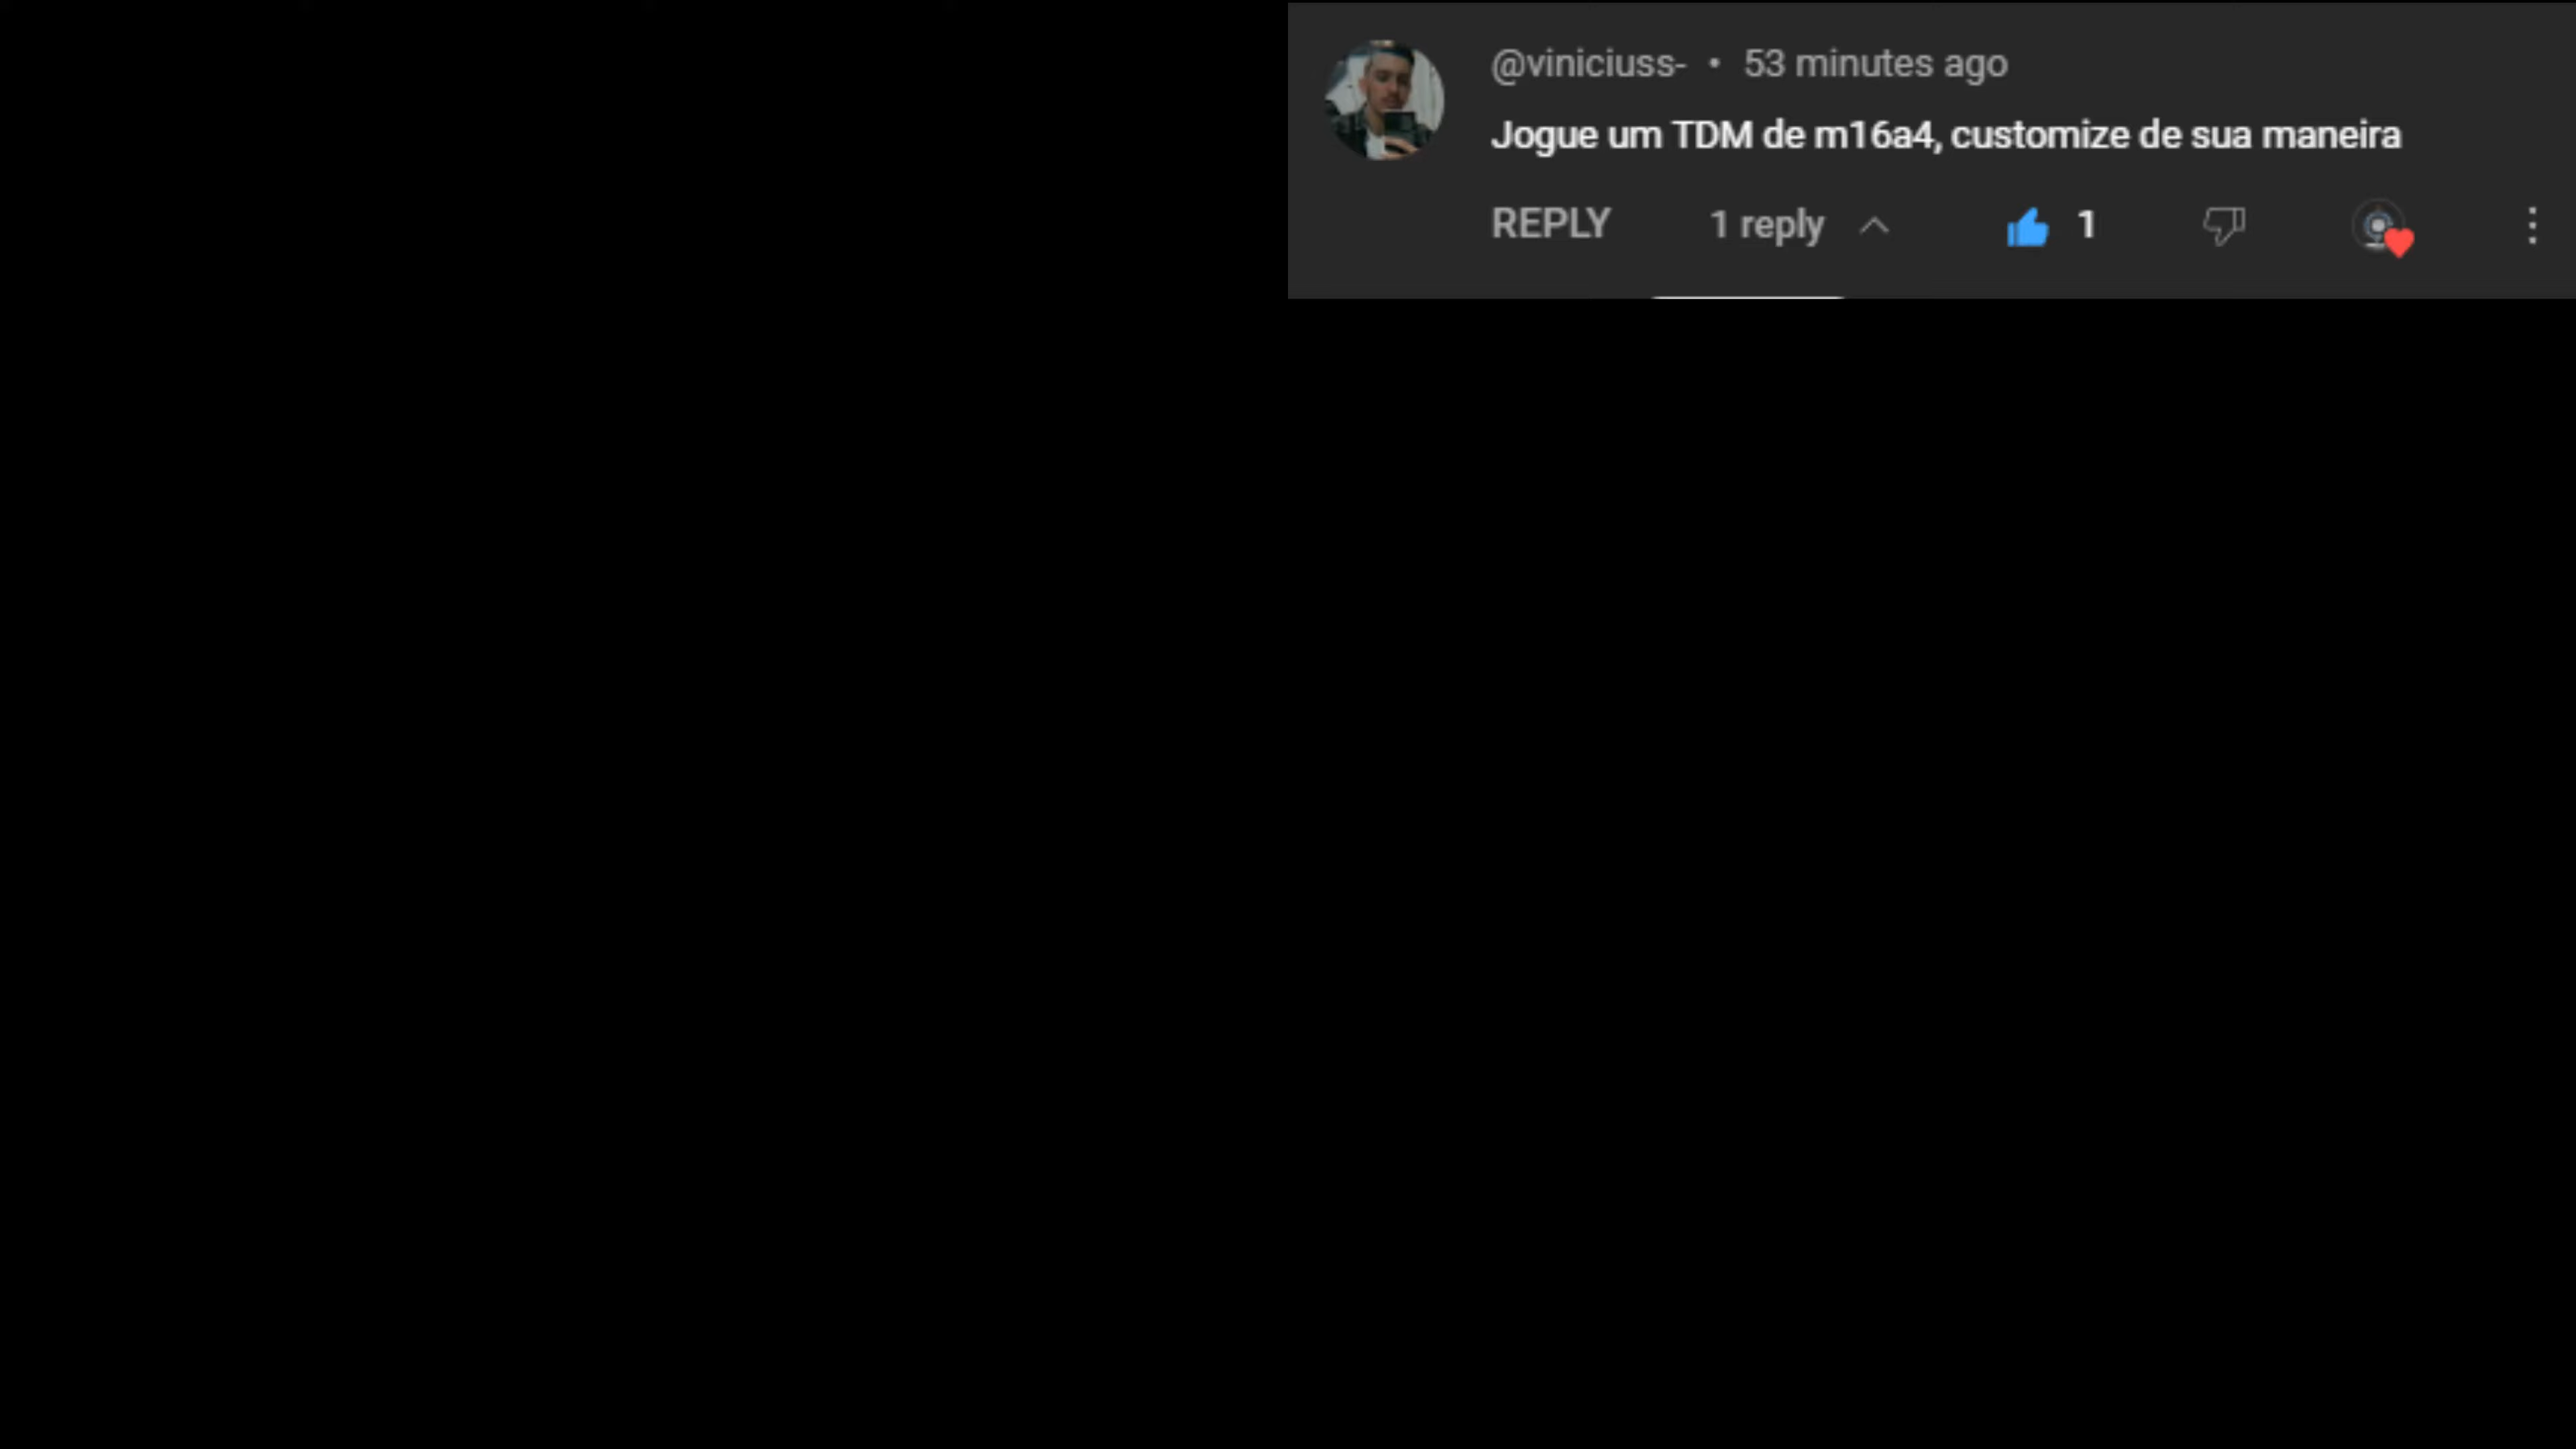 @viniciuss- • 53 minutes ago
Jogue um TDM de m16a4, customize de sua maneira
REPLY 1 reply 1